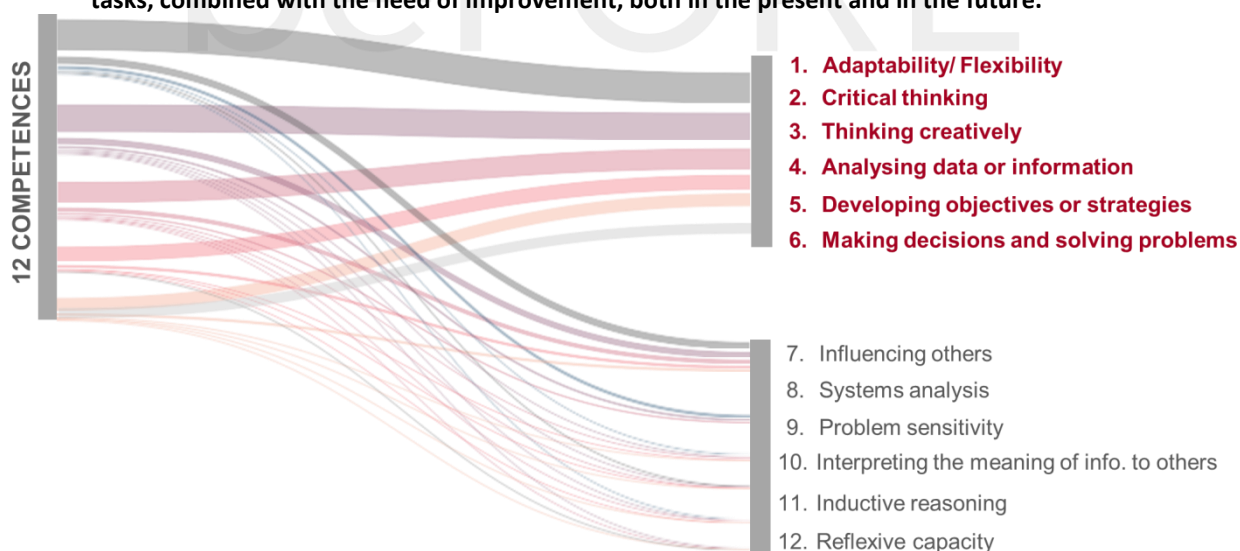 tasks, combined with the need of improvement, both in the present and in the future.
12 COMPETENCES
1. Adaptability/ Flexibility
2. Critical thinking
3. Thinking creatively
4. Analysing data or information
5. Developing objectives or strategies
6. Making decisions and solving problems
7. Influencing others
8. Systems analysis
9. Problem sensitivity
10. Interpreting the meaning of info. to others
11. Inductive reasoning
12. Reflexive capacity